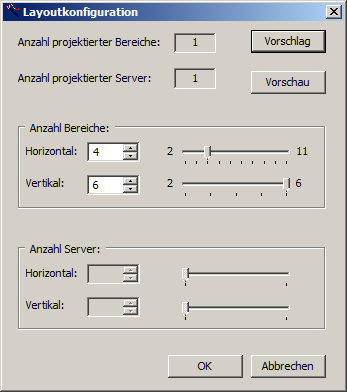 Layoutkonfiguration
Anzahl projektierter Bereiche: 1 Vorschlag
Anzahl projektierter Server: 1 Vorschau
Anzahl Bereiche:
Horizontal: 4 2 11
Vertikal: 6 2 6
Anzahl Server:
Horizontal:
Vertikal:
OK Abbrechen